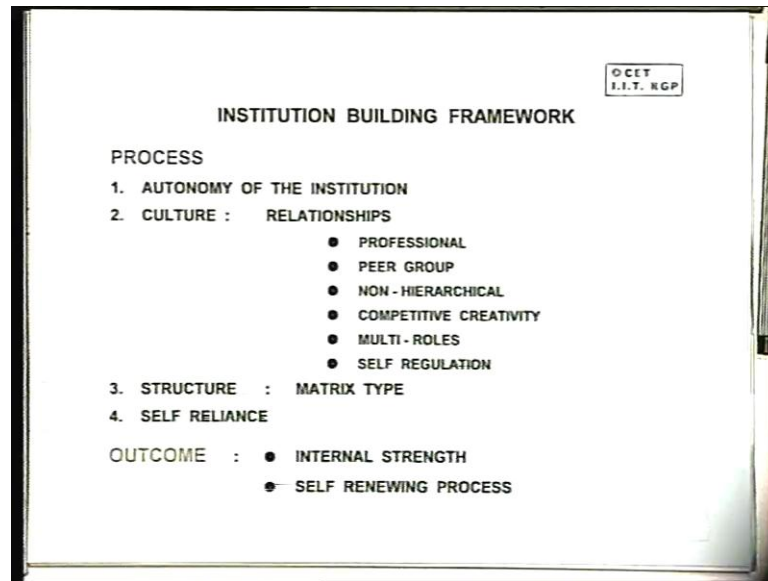 © CET
I.I.T. KGP
INSTITUTION BUILDING FRAMEWORK
PROCESS
1. AUTONOMY OF THE INSTITUTION
2. CULTURE : RELATIONSHIPS
● PROFESSIONAL
● PEER GROUP
● NON - HIERARCHICAL
● COMPETITIVE CREATIVITY
● MULTI - ROLES
● SELF REGULATION
3. STRUCTURE : MATRIX TYPE
4. SELF RELIANCE
OUTCOME : ● INTERNAL STRENGTH
● SELF RENEWING PROCESS